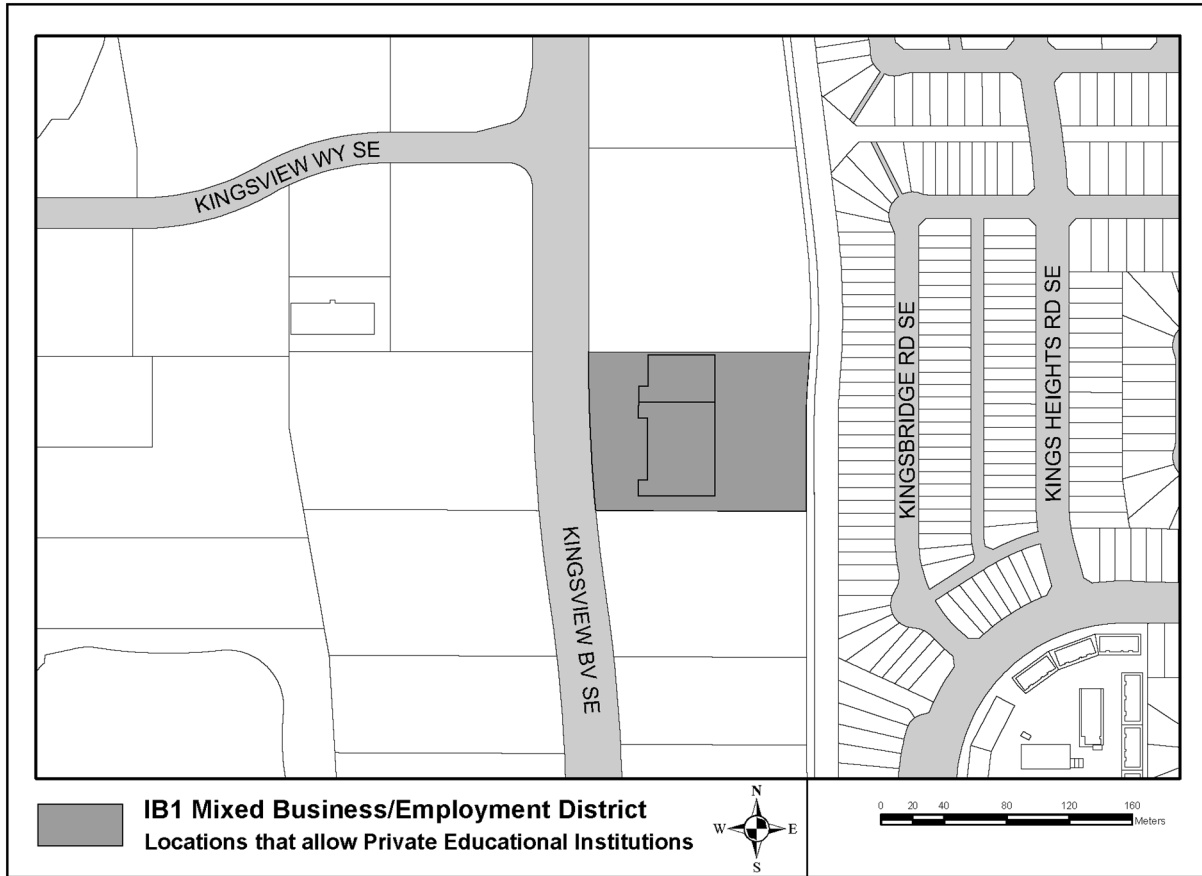 KINGSVIEW WY SE
KINGSVIEW BV SE
KINGSBRIDGE RD SE
KINGS HEIGHTS RD SE
IB1 Mixed Business/Employment District
Locations that allow Private Educational Institutions
N
W E
S
0 20 40 80 120 160
Meters